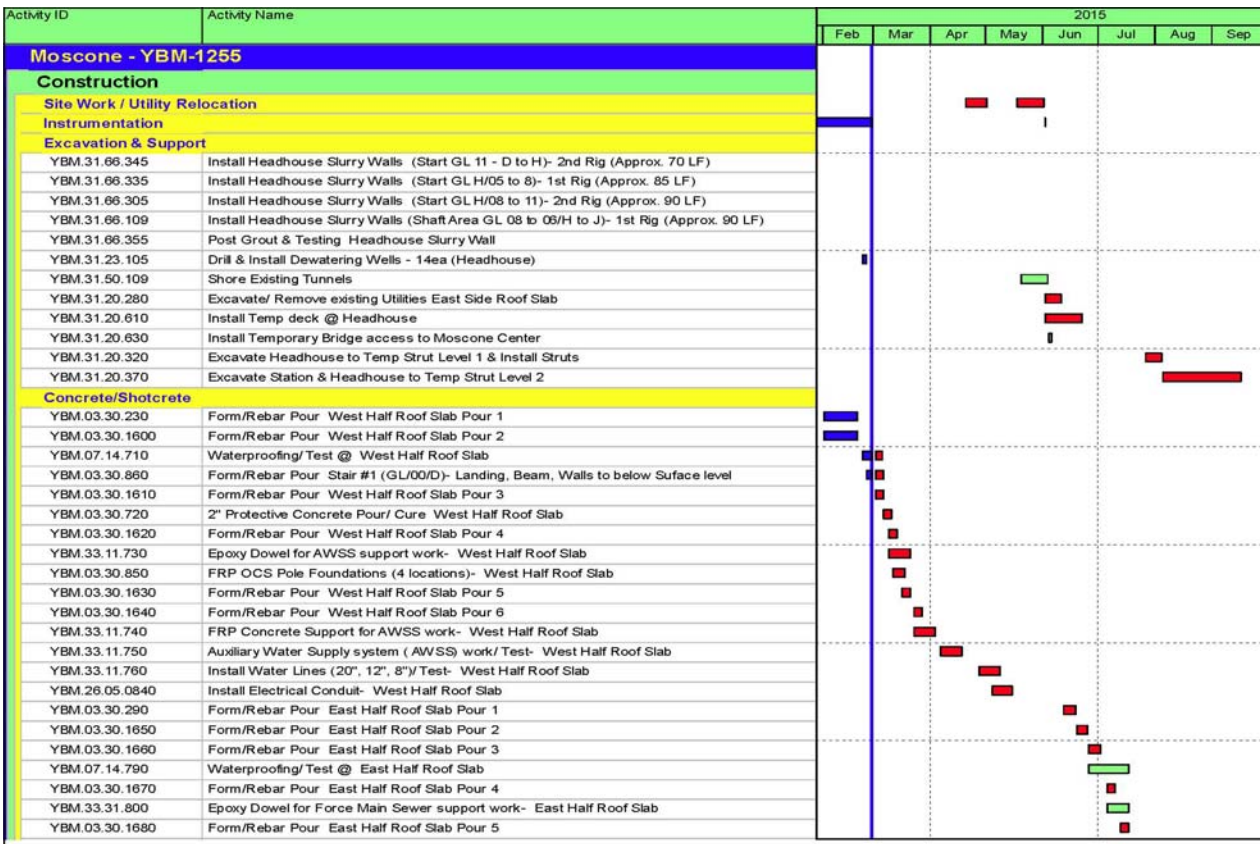 Activity ID Activity Name 2015
Feb Mar Apr May Jun Jul Aug Sep
Moscone - YBM-1255
Construction
Site Work / Utility Relocation
Instrumentation
Excavation & Support
YBM.31.66.345 Install Headhouse Slurry Walls (Start GL 11 - D to H)- 2nd Rig (Approx. 70 LF)
YBM.31.66.335 Install Headhouse Slurry Walls (Start GL H/05 to 8)- 1st Rig (Approx. 85 LF)
YBM.31.66.305 Install Headhouse Slurry Walls (Start GL H/08 to 11)- 2nd Rig (Approx. 90 LF)
YBM.31.66.109 Install Headhouse Slurry Walls (Shaft Area GL 08 to 06/H to J)- 1st Rig (Approx. 90 LF)
YBM.31.66.355 Post Grout & Testing Headhouse Slurry Wall
YBM.31.23.105 Drill & Install Dewatering Wells - 14ea (Headhouse)
YBM.31.50.109 Shore Existing Tunnels
YBM.31.20.280 Excavate/ Remove existing Utilities East Side Roof Slab
YBM.31.20.610 Install Temp deck @ Headhouse
YBM.31.20.630 Install Temporary Bridge access to Moscone Center
YBM.31.20.320 Excavate Headhouse to Temp Strut Level 1 & Install Struts
YBM.31.20.370 Excavate Station & Headhouse to Temp Strut Level 2
Concrete/Shotcrete
YBM.03.30.230 Form/Rebar Pour West Half Roof Slab Pour 1
YBM.03.30.1600 Form/Rebar Pour West Half Roof Slab Pour 2
YBM.07.14.710 Waterproofing/Test @ West Half Roof Slab
YBM.03.30.860 Form/Rebar Pour Stair #1 (GL/00/D)- Landing, Beam, Walls to below Suface level
YBM.03.30.1610 Form/Rebar Pour West Half Roof Slab Pour 3
YBM.03.30.720 2" Protective Concrete Pour/ Cure West Half Roof Slab
YBM.03.30.1620 Form/Rebar Pour West Half Roof Slab Pour 4
YBM.33.11.730 Epoxy Dowel for AWSS support work- West Half Roof Slab
YBM.03.30.850 FRP OCS Pole Foundations (4 locations)- West Half Roof Slab
YBM.03.30.1630 Form/Rebar Pour West Half Roof Slab Pour 5
YBM.03.30.1640 Form/Rebar Pour West Half Roof Slab Pour 6
YBM.33.11.740 FRP Concrete Support for AWSS work- West Half Roof Slab
YBM.33.11.750 Auxiliary Water Supply system ( AWSS) work/ Test- West Half Roof Slab
YBM.33.11.760 Install Water Lines (20", 12", 8")/ Test- West Half Roof Slab
YBM.26.05.0840 Install Electrical Conduit- West Half Roof Slab
YBM.03.30.290 Form/Rebar Pour East Half Roof Slab Pour 1
YBM.03.30.1650 Form/Rebar Pour East Half Roof Slab Pour 2
YBM.03.30.1660 Form/Rebar Pour East Half Roof Slab Pour 3
YBM.07.14.790 Waterproofing/Test @ East Half Roof Slab
YBM.03.30.1670 Form/Rebar Pour East Half Roof Slab Pour 4
YBM.33.31.800 Epoxy Dowel for Force Main Sewer support work- East Half Roof Slab
YBM.03.30.1680 Form/Rebar Pour East Half Roof Slab Pour 5